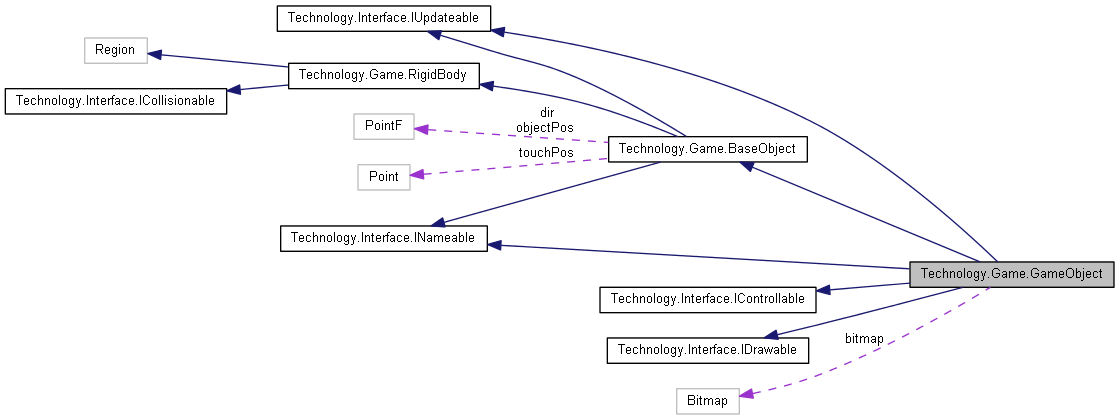 Technology.Interface.IUpdateable
Region
Technology.Game.RigidBody
Technology.Interface.ICollisionable
dir
objectPos
PointF
Technology.Game.BaseObject
touchPos
Point
Technology.Interface.INameable
Technology.Game.GameObject
Technology.Interface.IControllable
bitmap
Technology.Interface.IDrawable
Bitmap